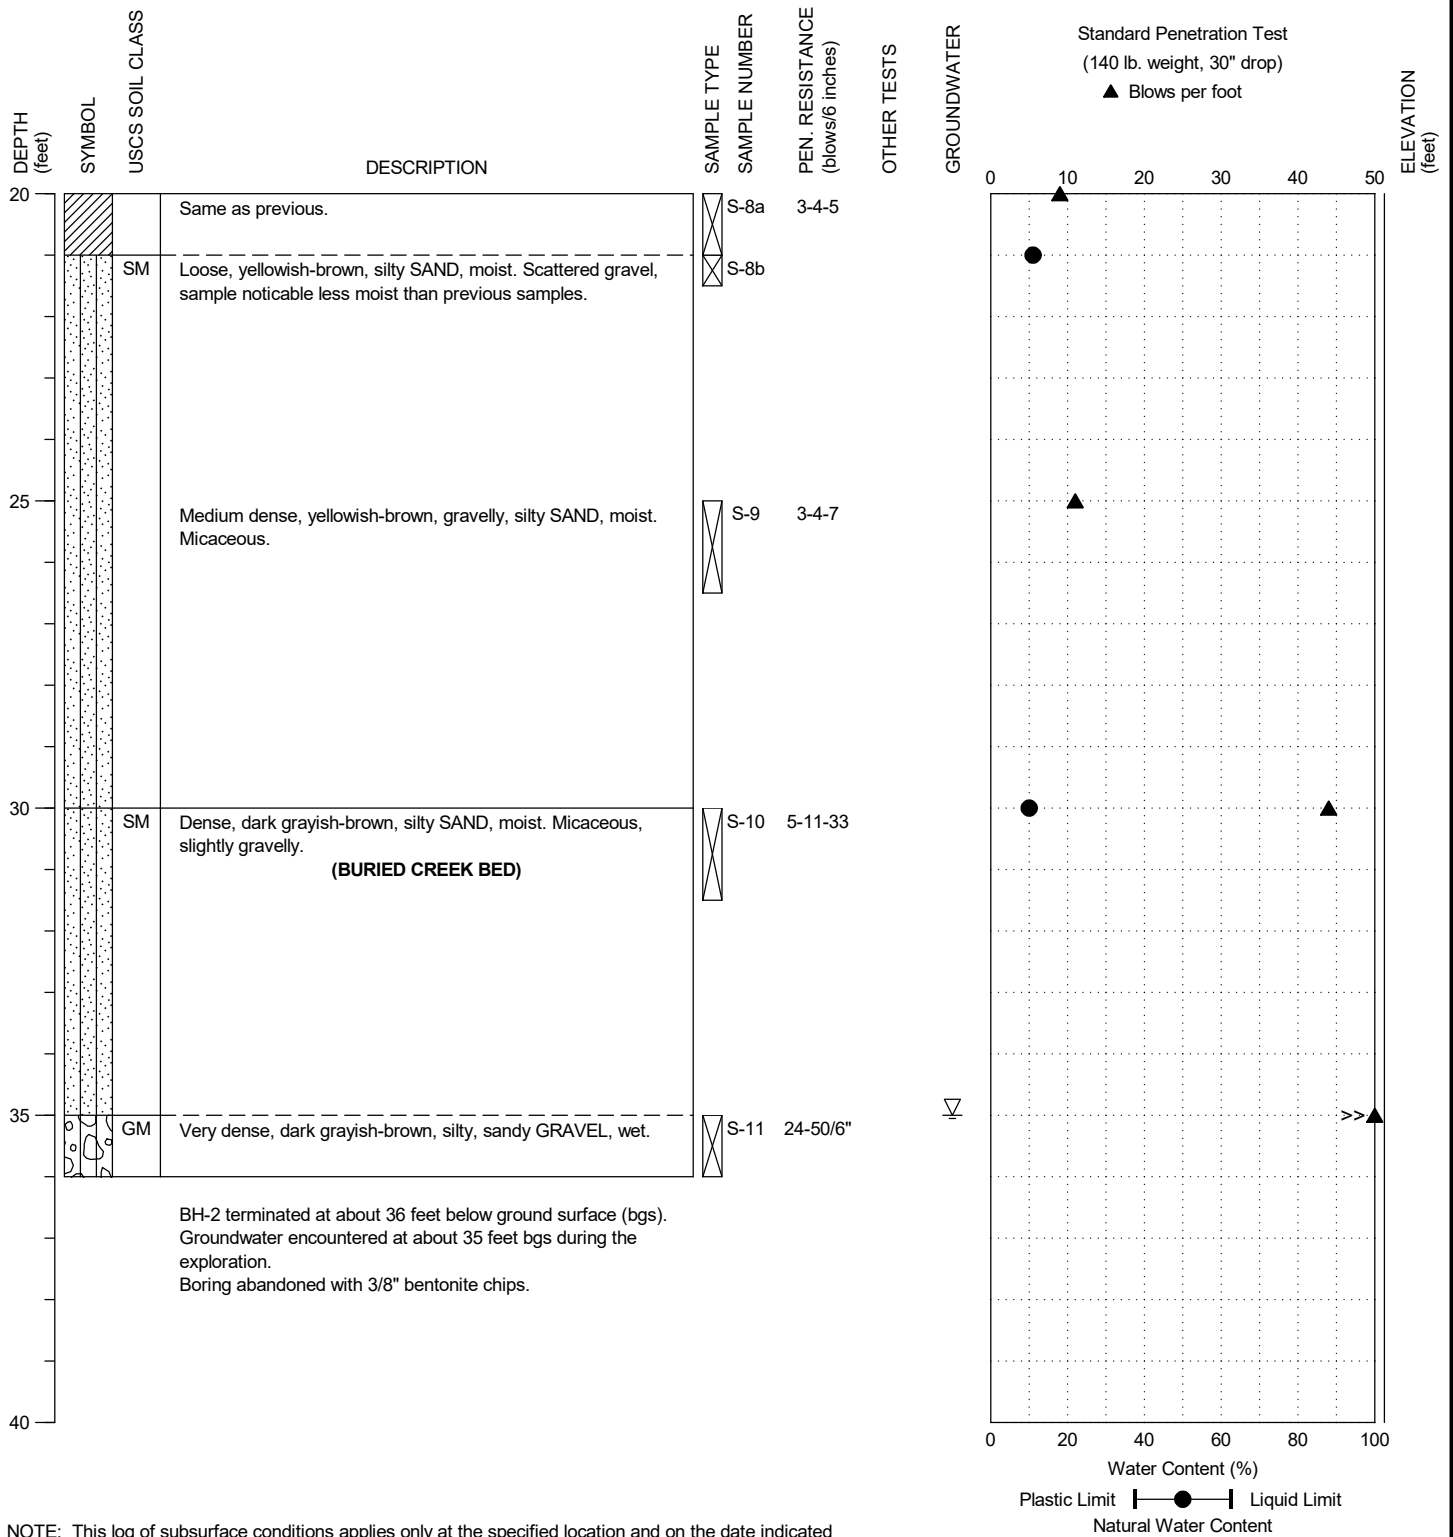 DEPTH
(feet)
SYMBOL
USCS SOIL CLASS
DESCRIPTION
SAMPLE TYPE
SAMPLE NUMBER
PEN. RESISTANCE
(blows/6 inches)
OTHER TESTS
GROUNDWATER
Standard Penetration Test
(140 lb. weight, 30" drop)
▲ Blows per foot
ELEVATION
(feet)
0 10 20 30 40 50
20
Same as previous.
S-8a 3-4-5
SM Loose, yellowish-brown, silty SAND, moist. Scattered gravel,
sample noticable less moist than previous samples.
S-8b
25
Medium dense, yellowish-brown, gravelly, silty SAND, moist.
Micaceous.
S-9 3-4-7
30
SM Dense, dark grayish-brown, silty SAND, moist. Micaceous,
slightly gravelly.
(BURIED CREEK BED)
S-10 5-11-33
35
>>
GM Very dense, dark grayish-brown, silty, sandy GRAVEL, wet.
S-11 24-50/6"
BH-2 terminated at about 36 feet below ground surface (bgs).
Groundwater encountered at about 35 feet bgs during the
exploration.
Boring abandoned with 3/8" bentonite chips.
40
0 20 40 60 80 100
Water Content (%)
Plastic Limit Liquid Limit
Natural Water Content
NOTE: This log of subsurface conditions applies only at the specified location and on the date indicated